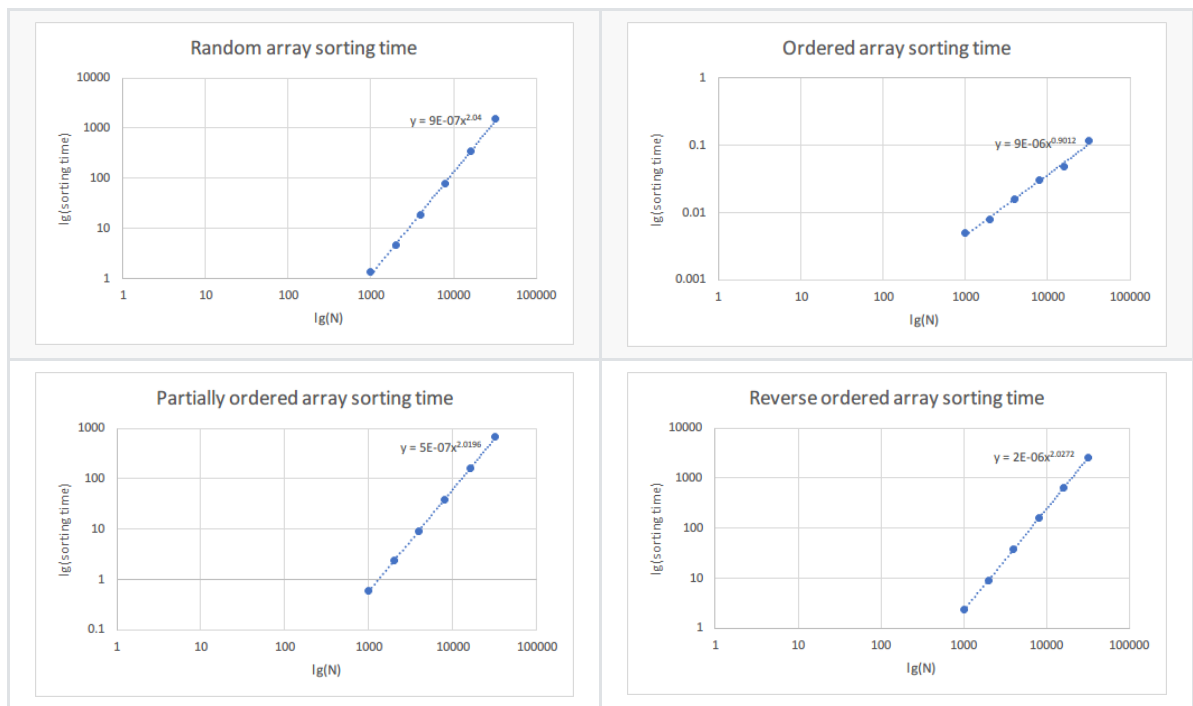 Random array sorting time
10000
1000
100
10
1
lg(sorting time)
y = 9E-07x^2.04
1 10 100 1000 10000 100000
lg(N)
Ordered array sorting time
1
0.1
0.01
0.001
lg(sorting time)
y = 9E-06x^0.9012
1 10 100 1000 10000 100000
lg(N)
Partially ordered array sorting time
1000
100
10
1
0.1
lg(sorting time)
y = 5E-07x^2.0196
1 10 100 1000 10000 100000
lg(N)
Reverse ordered array sorting time
10000
1000
100
10
1
lg(sorting time)
y = 2E-06x^2.0272
1 10 100 1000 10000 100000
lg(N)